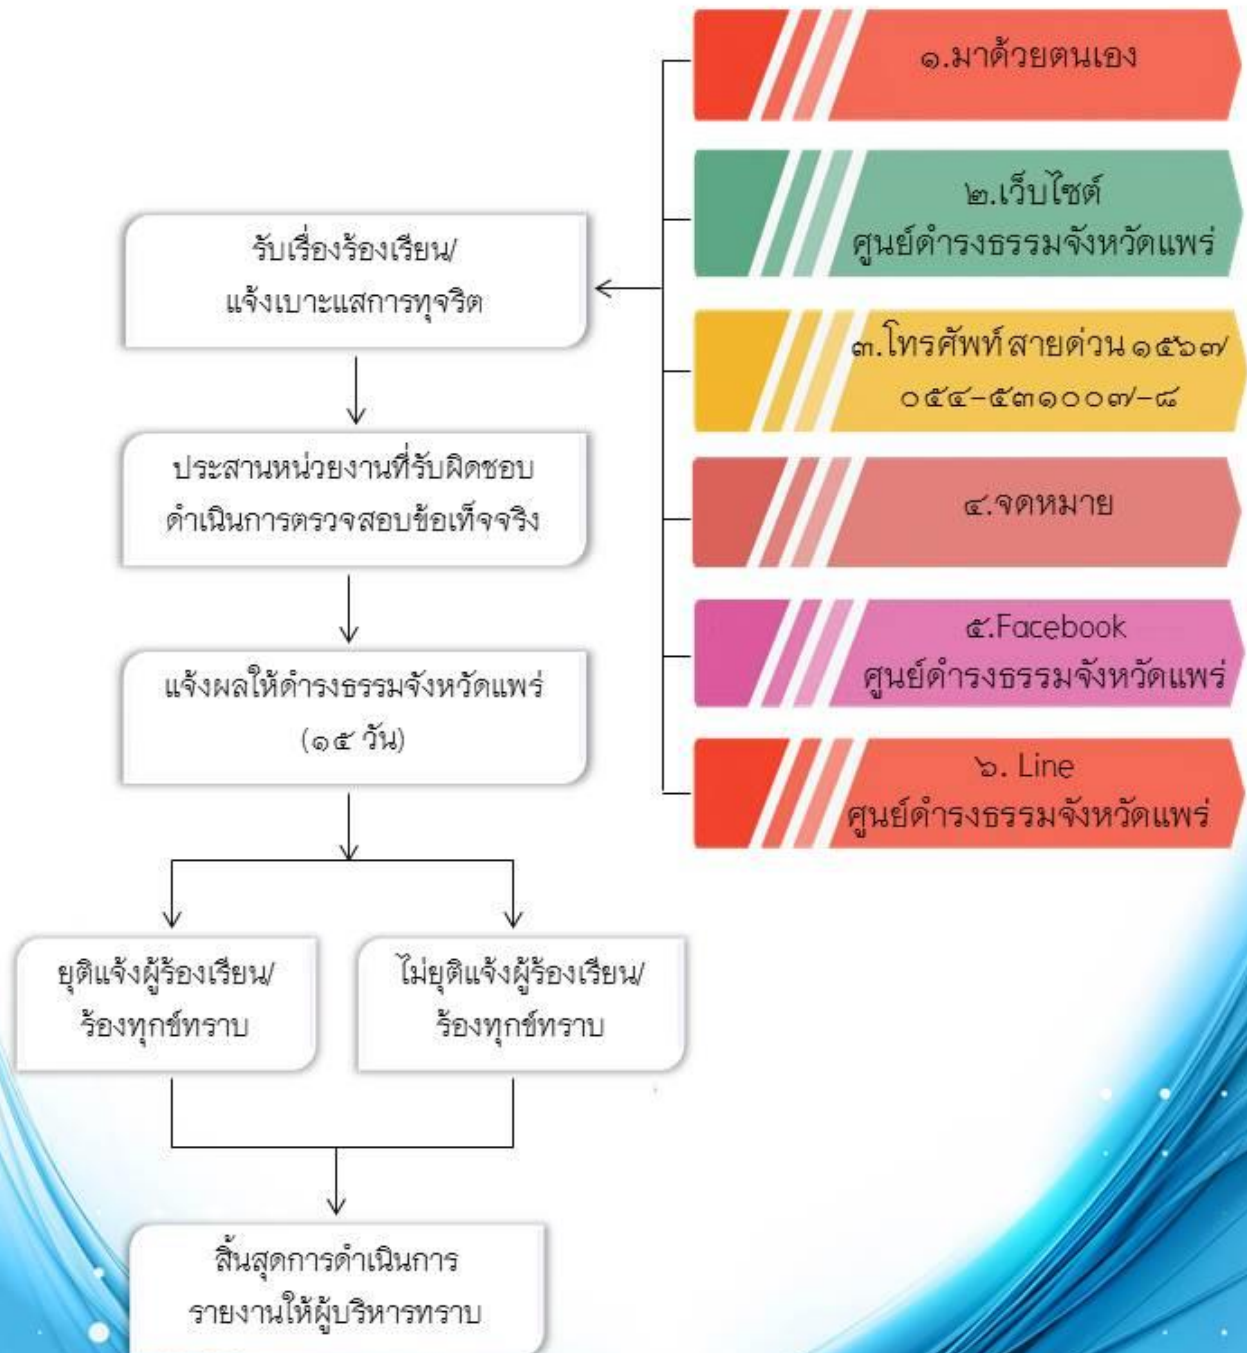 ๑.มาด้วยตนเอง
๒.เว็บไซต์
ศูนย์ดำรงธรรมจังหวัดแพร่
๓.โทรศัพท์ สายด่วน ๑๕๖๗
๐๕๔-๕๓๑๐๐๗-๘
๔.จดหมาย
๕.Facebook
ศูนย์ดำรงธรรมจังหวัดแพร่
๖. Line
ศูนย์ดำรงธรรมจังหวัดแพร่
รับเรื่องร้องเรียน/
แจ้งเบาะแสการทุจริต
ประสานหน่วยงานที่รับผิดชอบ
ดำเนินการตรวจสอบข้อเท็จจริง
แจ้งผลให้ดำรงธรรมจังหวัดแพร่
(๑๕ วัน)
ยุติแจ้งผู้ร้องเรียน/
ร้องทุกข์ทราบ
ไม่ยุติแจ้งผู้ร้องเรียน/
ร้องทุกข์ทราบ
สิ้นสุดการดำเนินการ
รายงานให้ผู้บริหารทราบ